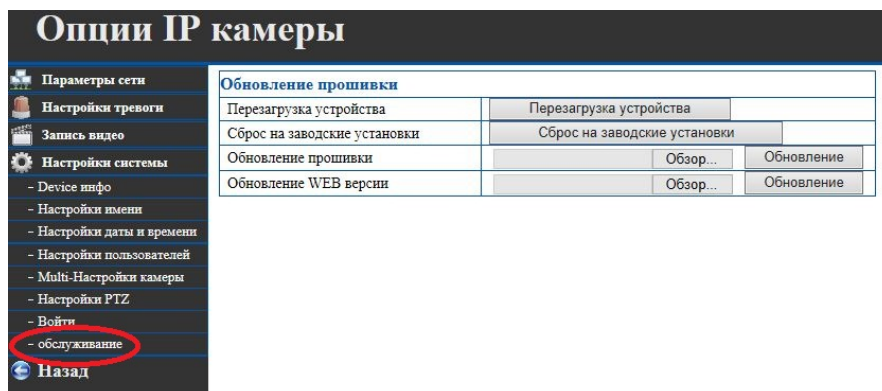 Опции IP камеры
Параметры сети
Настройки тревоги
Запись видео
Настройки системы
- Device инфо
- Настройки имени
- Настройки даты и времени
- Настройки пользователей
- Multi-Настройки камеры
- Настройки PTZ
- Войти
- обслуживание
Назад
Обновление прошивки
Перезагрузка устройства Перезагрузка устройства
Сброс на заводские установки Сброс на заводские установки
Обновление прошивки Обзор... Обновление
Обновление WEB версии Обзор... Обновление